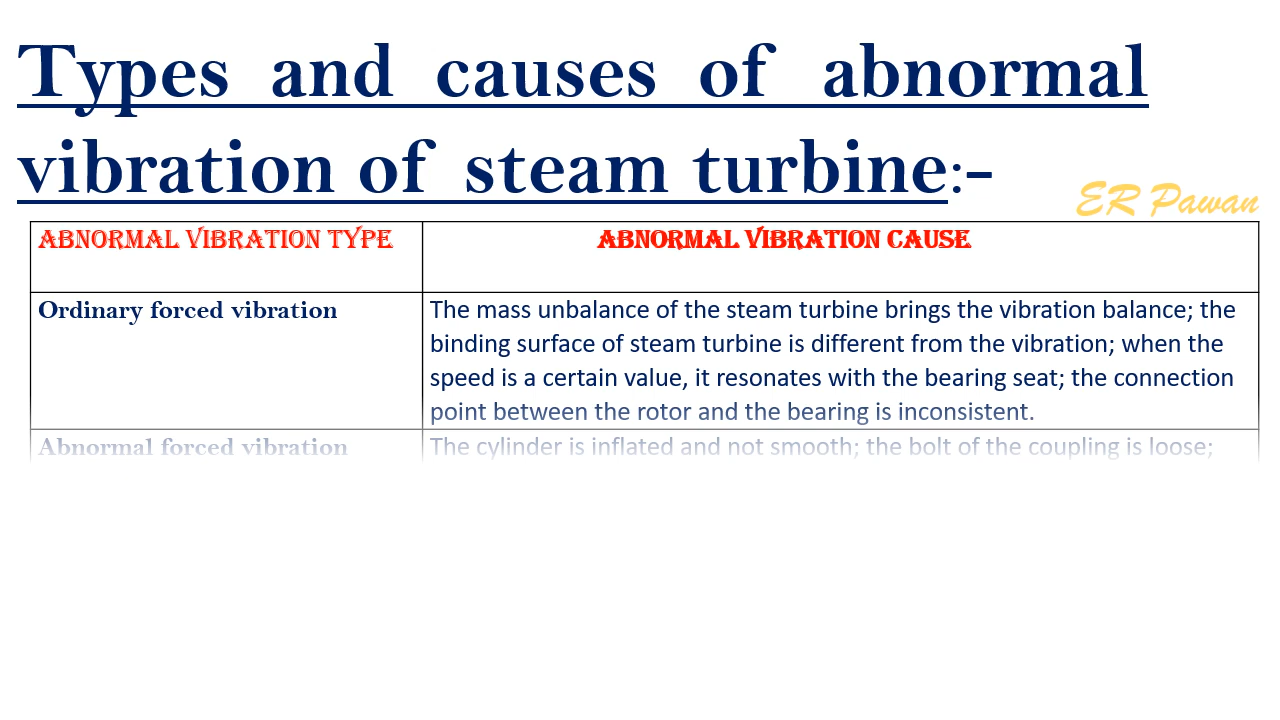 Types and causes of abnormal
vibration of steam turbine:-
ER Pawan
ABNORMAL VIBRATION TYPE
ABNORMAL VIBRATION CAUSE
Ordinary forced vibration
The mass unbalance of the steam turbine brings the vibration balance; the
binding surface of steam turbine is different from the vibration; when the
speed is a certain value, it resonates with the bearing seat; the connection
point between the rotor and the bearing is inconsistent.
Abnormal forced vibration
The cylinder is inflated and not smooth; the bolt of the coupling is loose;